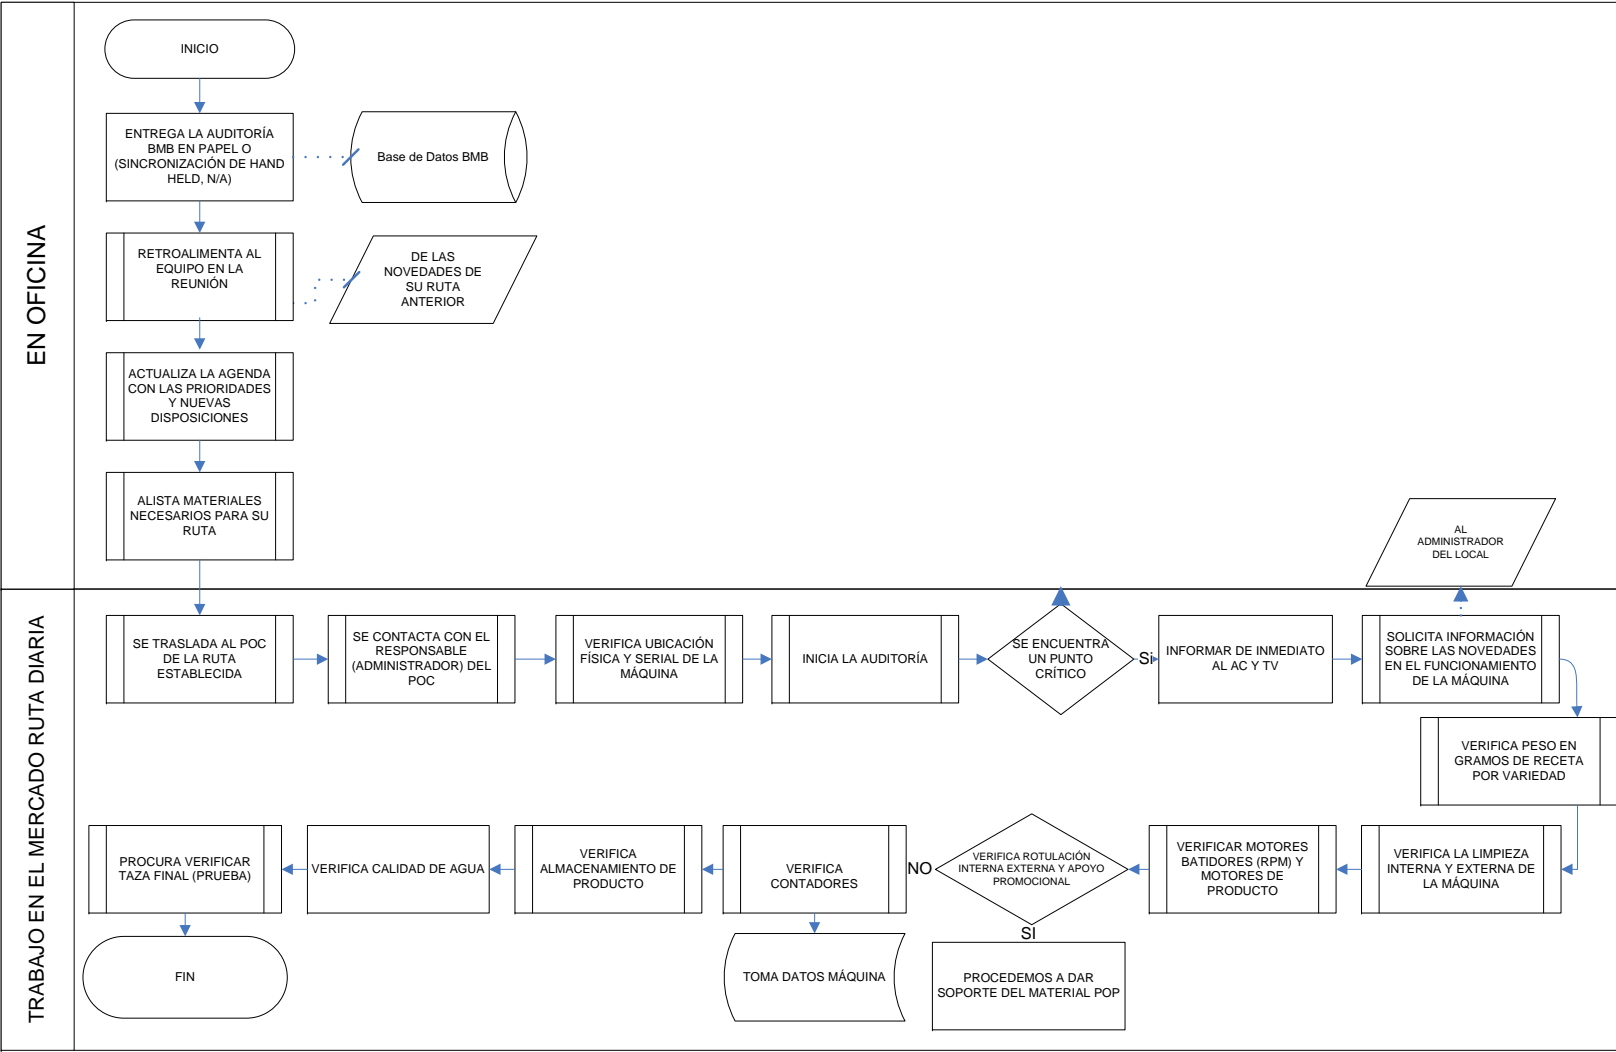 EN OFICINA
INICIO
ENTREGA LA AUDITORÍA
BMB EN PAPEL O
(SINCRONIZACIÓN DE HAND
HELD, N/A)
Base de Datos BMB
RETROALIMENTA AL
EQUIPO EN LA
REUNIÓN
DE LAS
NOVEDADES DE
SU RUTA
ANTERIOR
ACTUALIZA LA AGENDA
CON LAS PRIORIDADES
Y NUEVAS
DISPOSICIONES
ALISTA MATERIALES
NECESARIOS PARA SU
RUTA
AL
ADMINISTRADOR
DEL LOCAL
TRABAJO EN EL MERCADO RUTA DIARIA
SE TRASLADA AL POC
DE LA RUTA
ESTABLECIDA
SE CONTACTA CON EL
RESPONSABLE
(ADMINISTRADOR) DEL
POC
VERIFICA UBICACIÓN
FÍSICA Y SERIAL DE LA
MÁQUINA
INICIA LA AUDITORÍA
SE ENCUENTRA
UN PUNTO
CRÍTICO
Si
INFORMAR DE INMEDIATO
AL AC Y TV
SOLICITA INFORMACIÓN
SOBRE LAS NOVEDADES
EN EL FUNCIONAMIENTO
DE LA MÁQUINA
VERIFICA PESO EN
GRAMOS DE RECETA
POR VARIEDAD
VERIFICA LA LIMPIEZA
INTERNA Y EXTERNA DE
LA MÁQUINA
VERIFICAR MOTORES
BATIDORES (RPM) Y
MOTORES DE
PRODUCTO
VERIFICA ROTULACIÓN
INTERNA EXTERNA Y APOYO
PROMOCIONAL
NO
SI
PROCEDEMOS A DAR
SOPORTE DEL MATERIAL POP
VERIFICA
CONTADORES
TOMA DATOS MÁQUINA
VERIFICA
ALMACENAMIENTO DE
PRODUCTO
VERIFICA CALIDAD DE AGUA
PROCURA VERIFICAR
TAZA FINAL (PRUEBA)
FIN